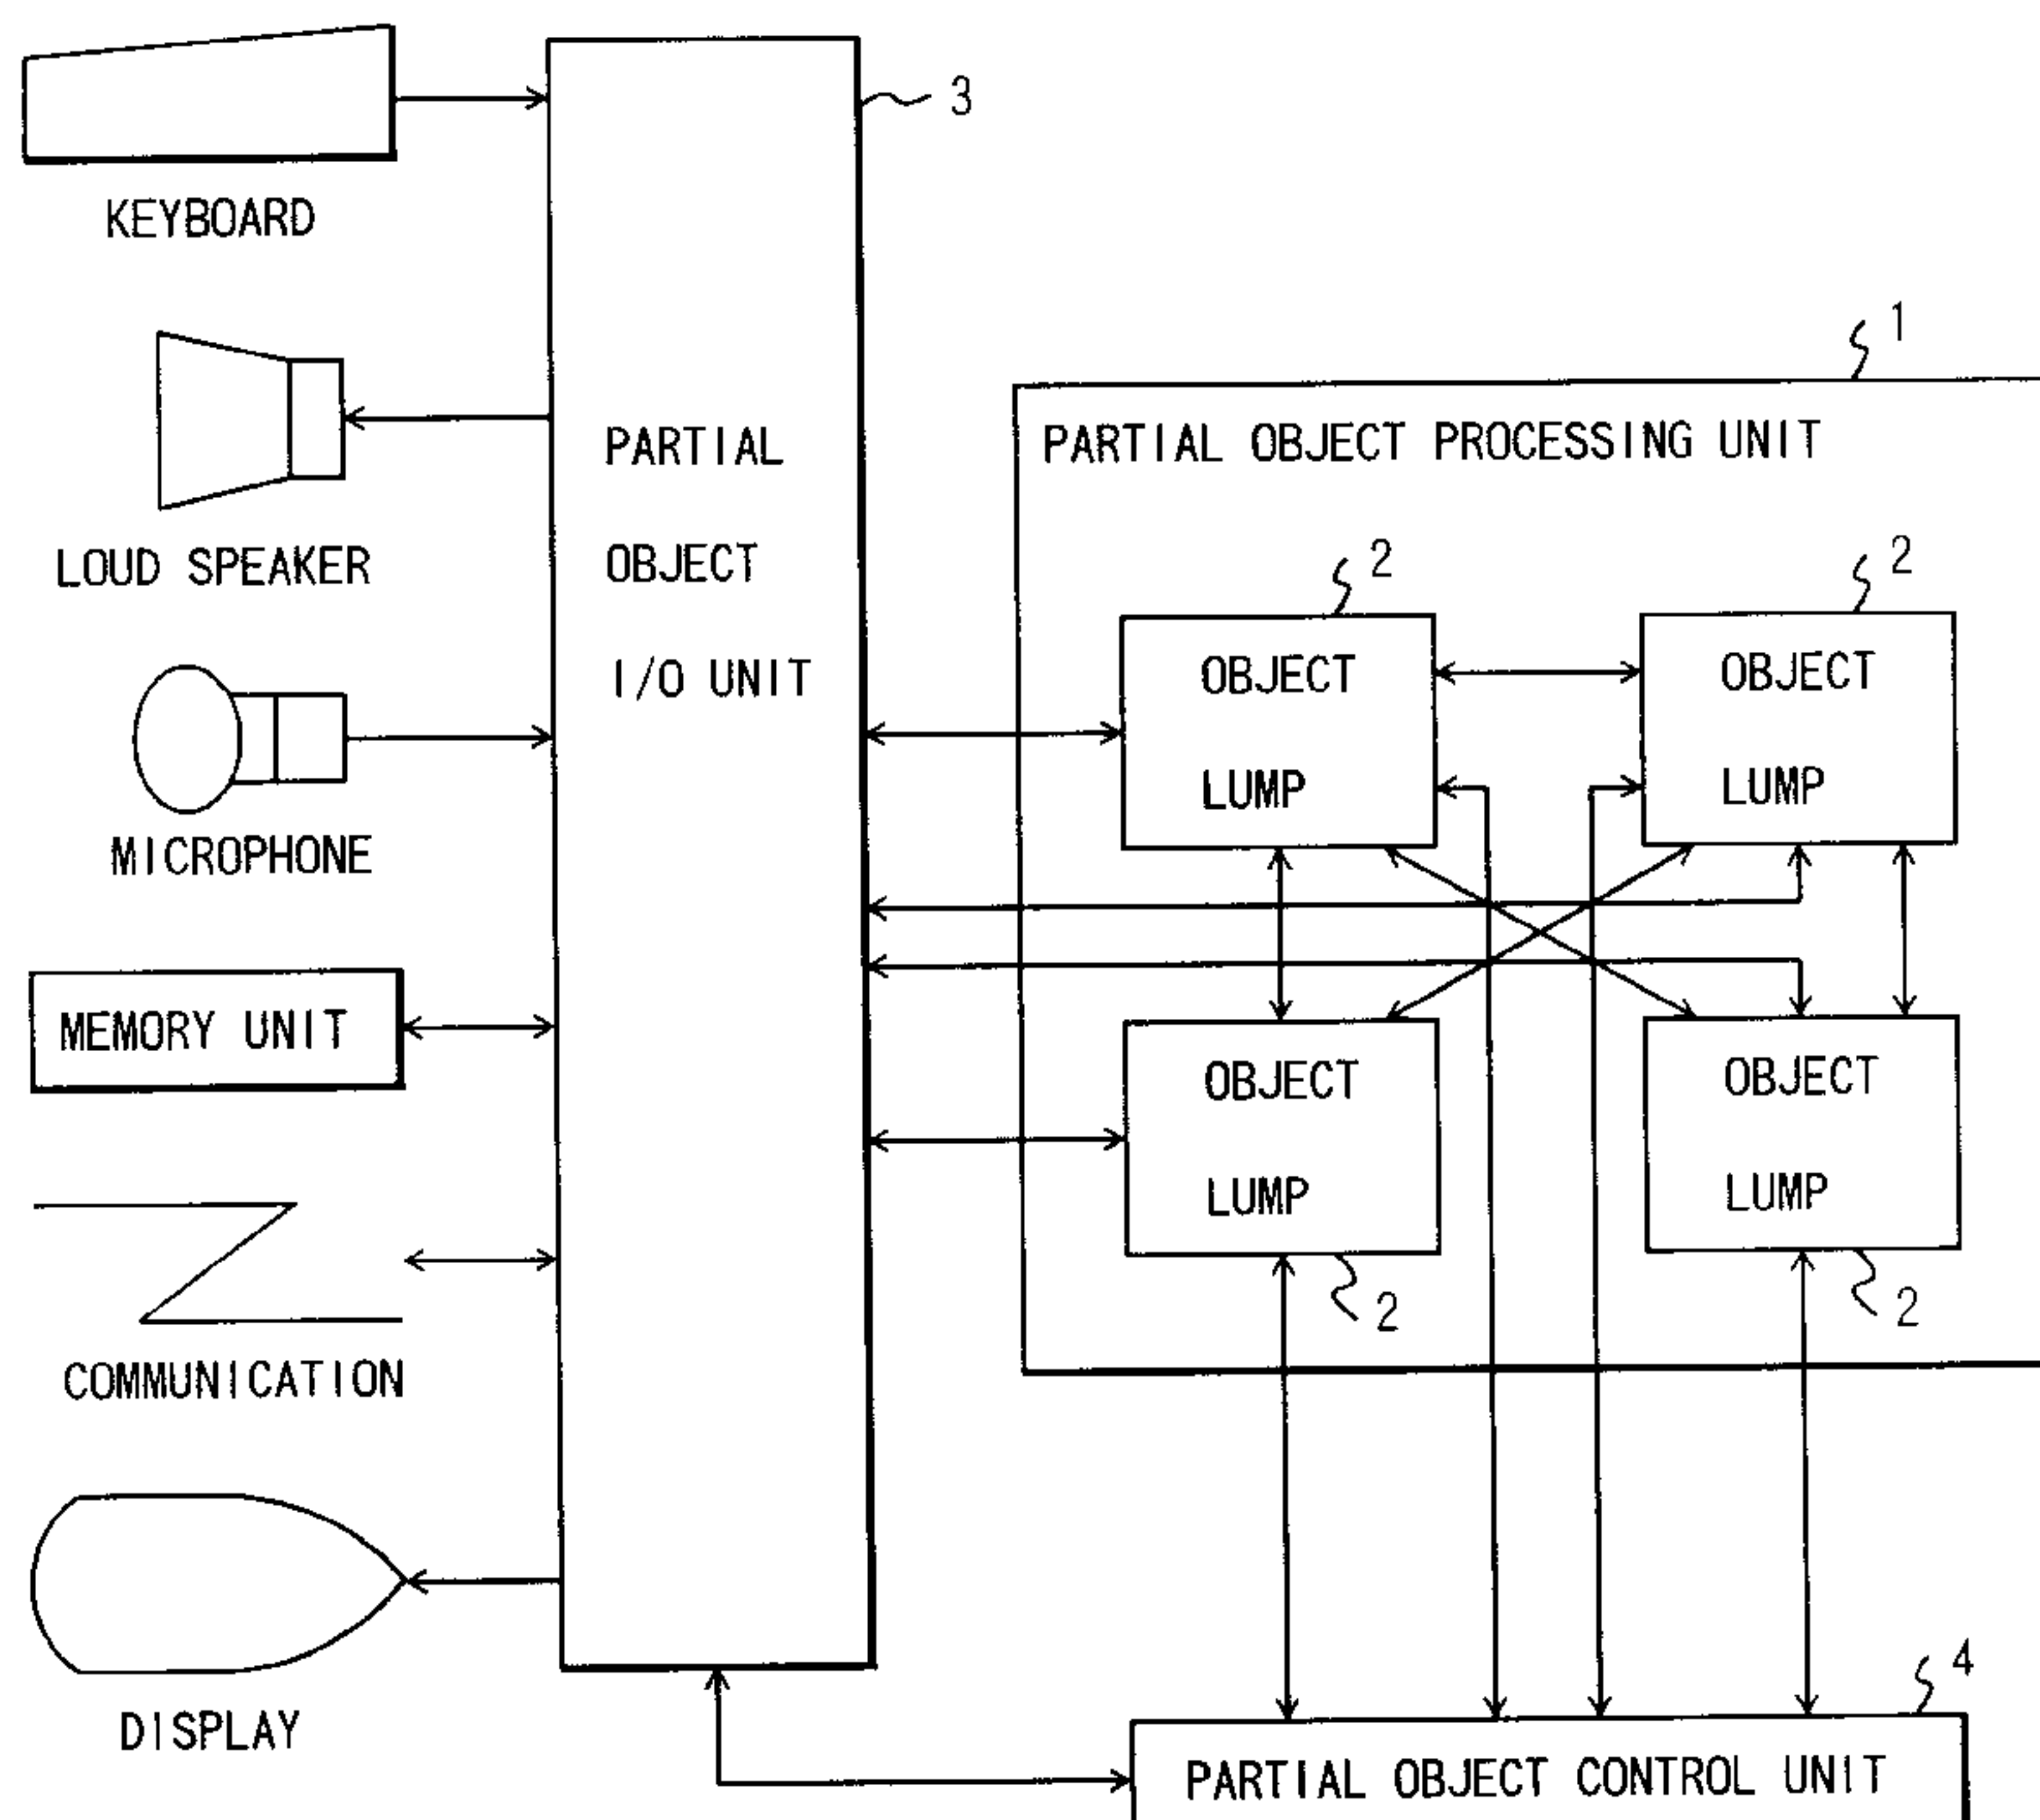 3
KEYBOARD
1
PARTIAL
OBJECT
I/O UNIT
PARTIAL OBJECT PROCESSING UNIT
LOUD SPEAKER
2
2
OBJECT
LUMP
OBJECT
LUMP
MICROPHONE
MEMORY UNIT
OBJECT
LUMP
OBJECT
LUMP
2
2
COMMUNICATION
4
DISPLAY
PARTIAL OBJECT CONTROL UNIT